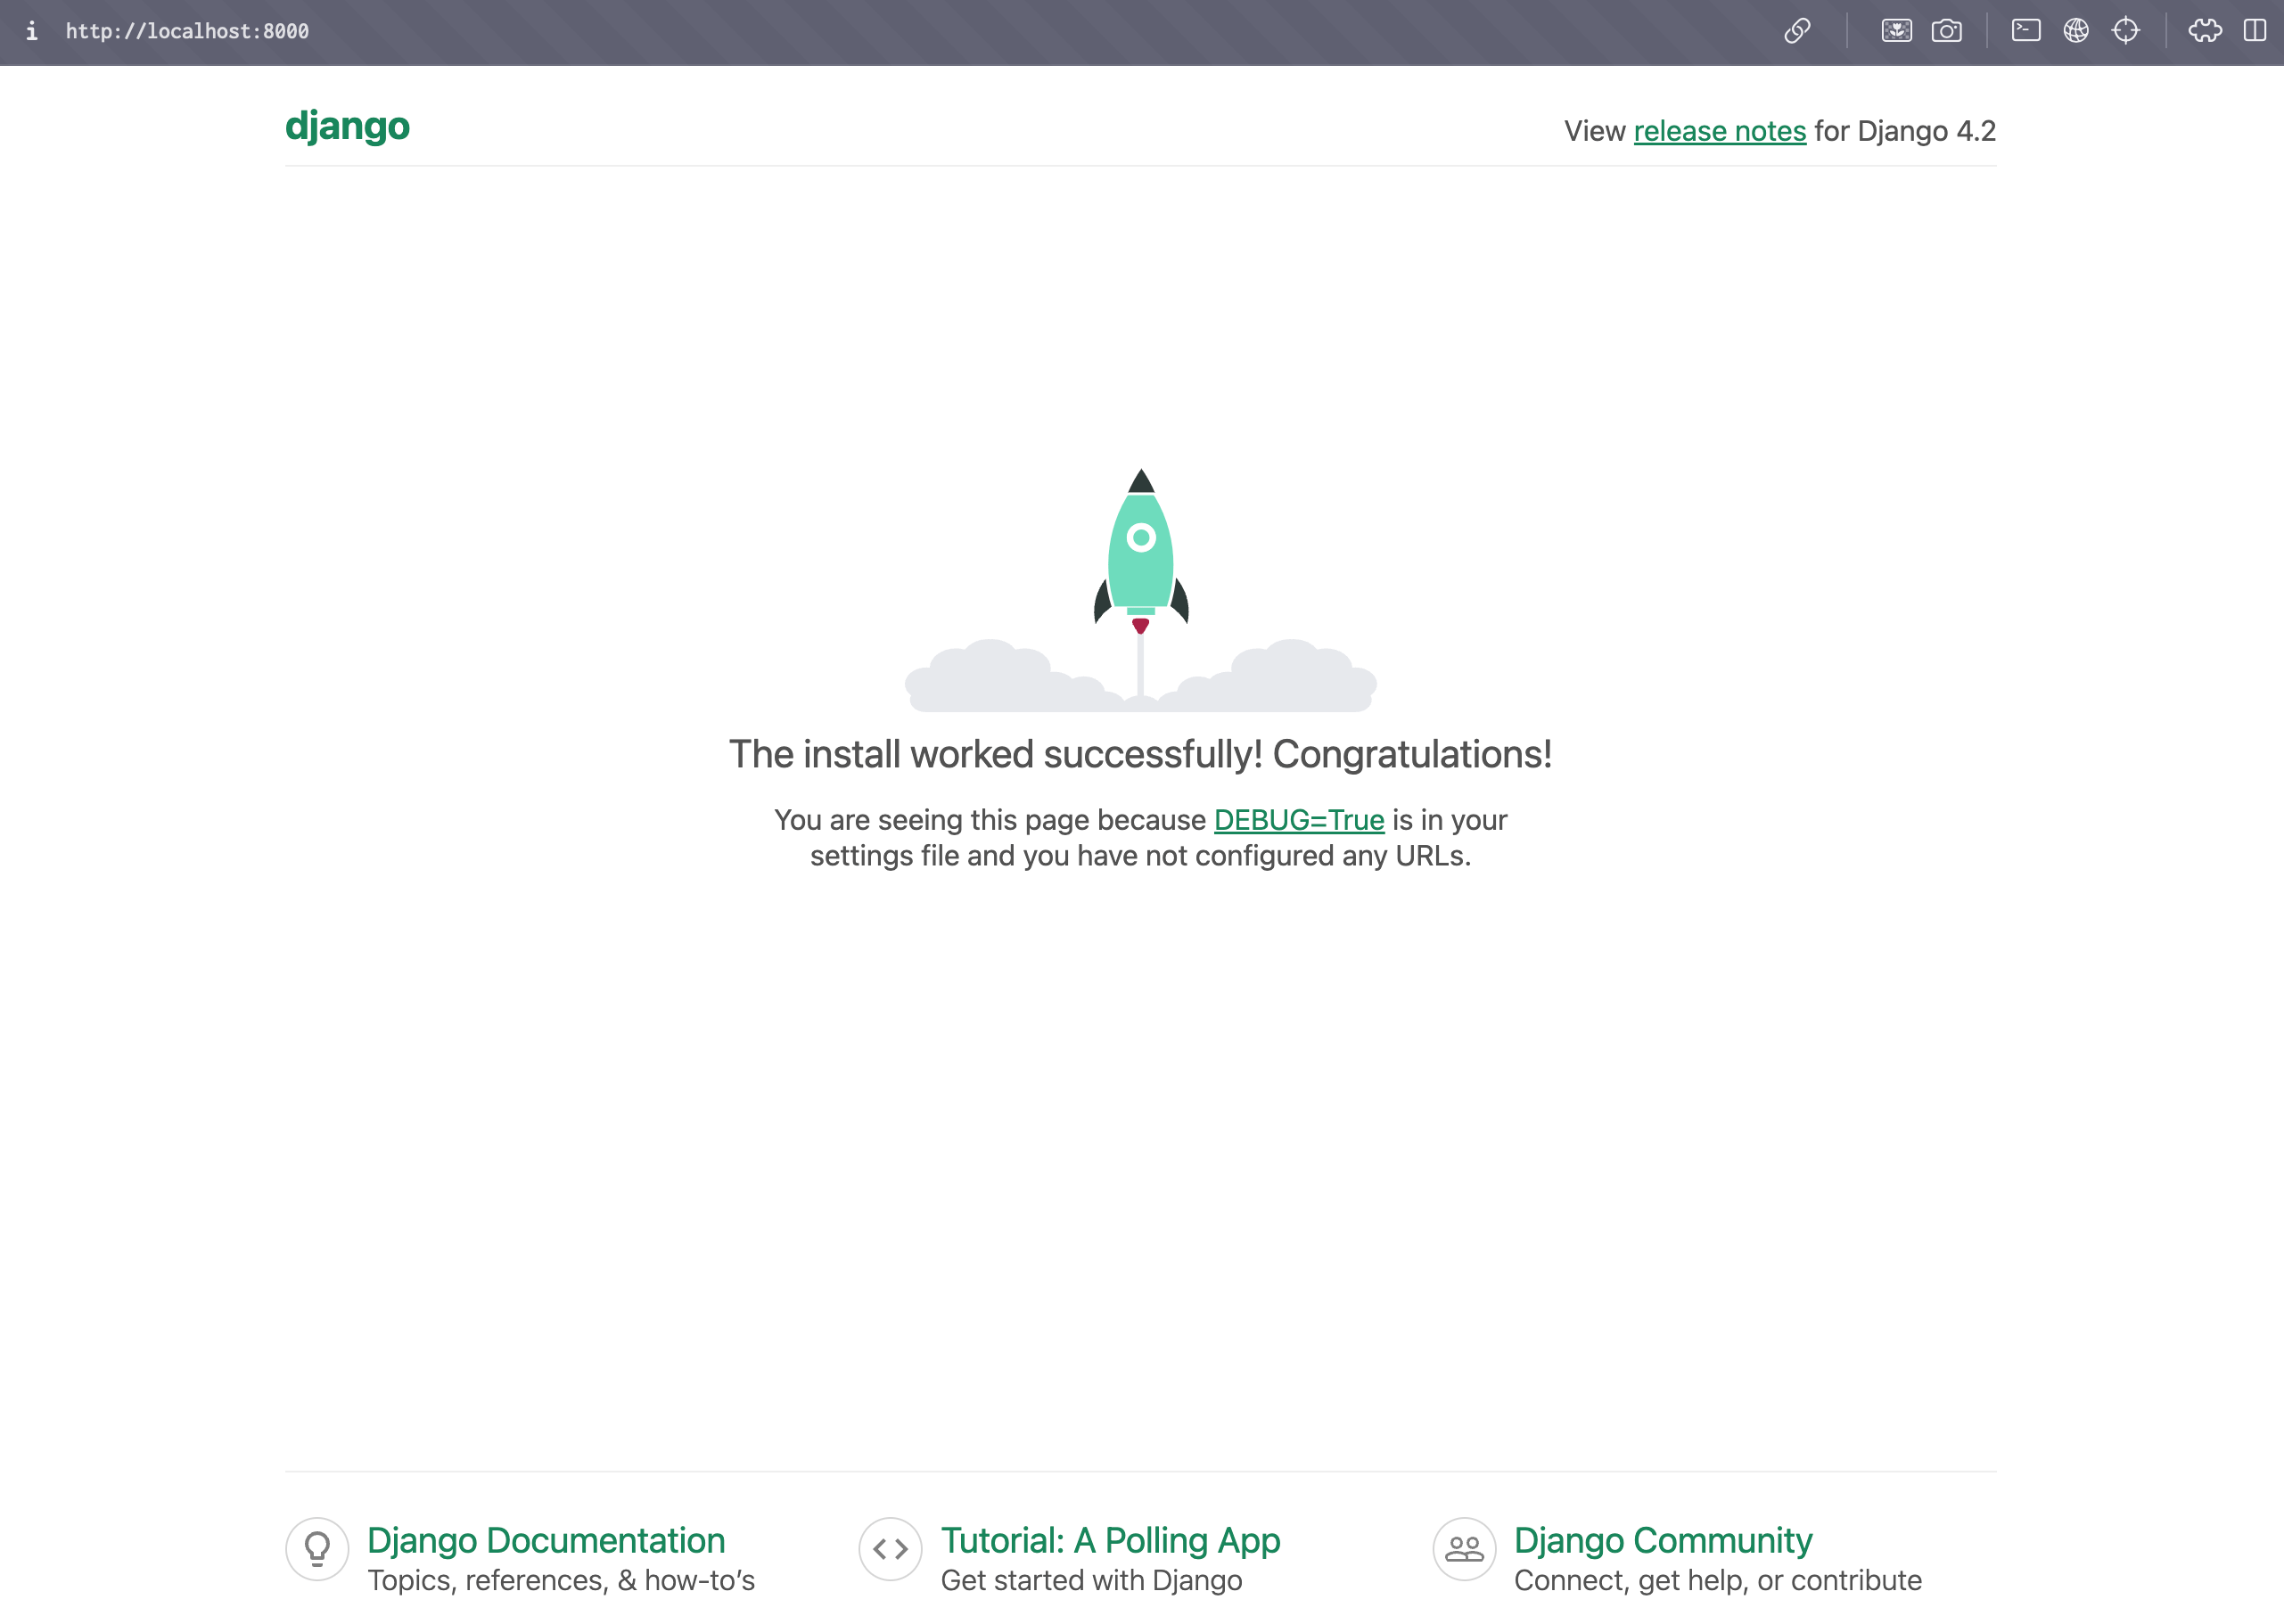 http://localhost:8000
django
View release notes for Django 4.2
The install worked successfully! Congratulations!
You are seeing this page because DEBUG=True is in your
settings file and you have not configured any URLs.
Django Documentation
Topics, references, & how-to’s
Tutorial: A Polling App
Get started with Django
Django Community
Connect, get help, or contribute